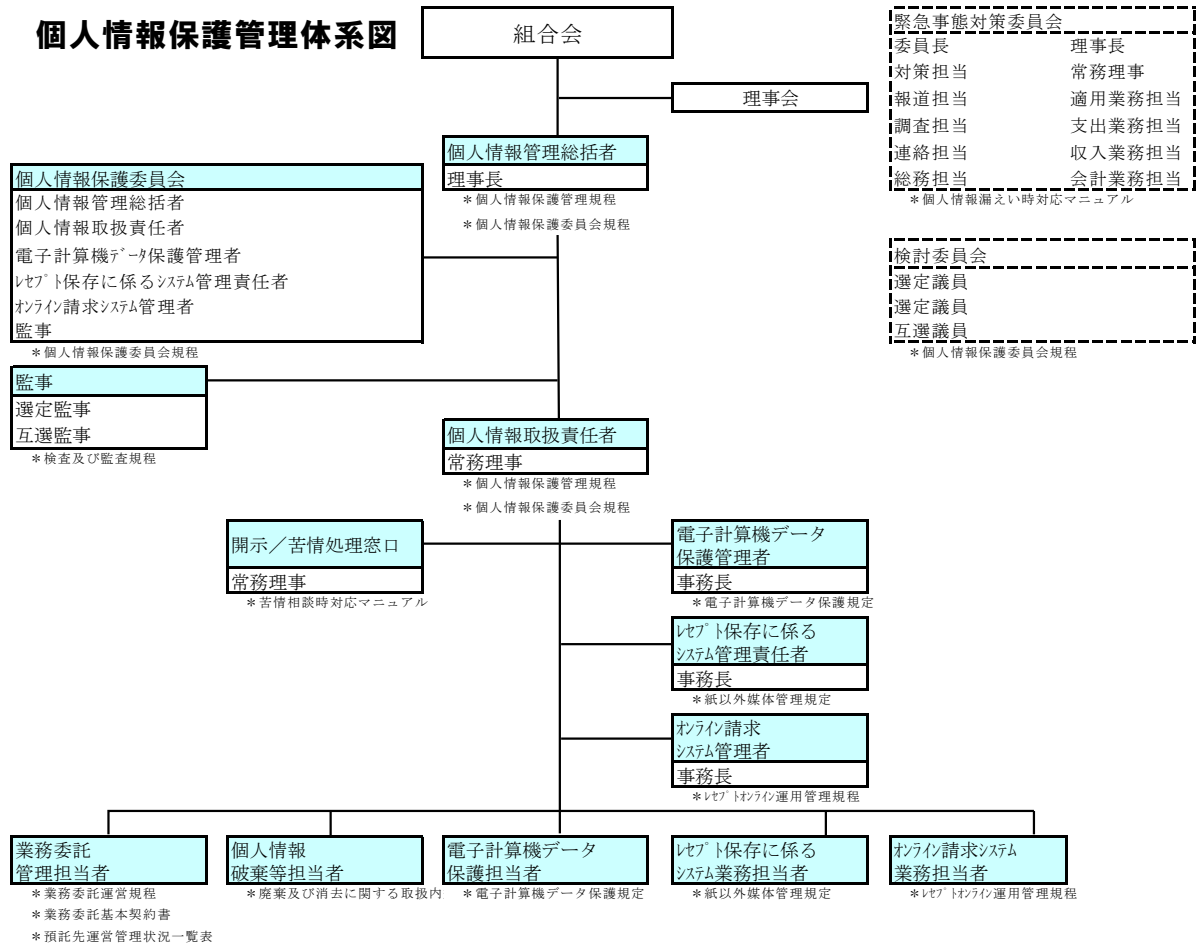 個人情報保護管理体系図
組合会
理事会
個人情報管理総括者
理事長
＊個人情報保護管理規程
＊個人情報保護委員会規程
個人情報保護委員会
個人情報管理総括者
個人情報取扱責任者
電子計算機ﾃﾞｰﾀ保護管理者
ﾚｾﾌﾟﾄ保存に係るｼｽﾃﾑ管理責任者
ｵﾝﾗｲﾝ請求ｼｽﾃﾑ管理者
監事
＊個人情報保護委員会規程
監事
選定監事
互選監事
＊検査及び監査規程
緊急事態対策委員会
委員長 理事長
対策担当 常務理事
報道担当 適用業務担当
調査担当 支出業務担当
連絡担当 収入業務担当
総務担当 会計業務担当
＊個人情報漏えい時対応マニュアル
検討委員会
選定議員
選定議員
互選議員
＊個人情報保護委員会規程
個人情報取扱責任者
常務理事
＊個人情報保護管理規程
＊個人情報保護委員会規程
開示／苦情処理窓口
常務理事
＊苦情相談時対応マニュアル
電子計算機データ
保護管理者
事務長
＊電子計算機データ保護規定
ﾚｾﾌﾟﾄ保存に係る
ｼｽﾃﾑ管理責任者
事務長
＊紙以外媒体管理規定
ｵﾝﾗｲﾝ請求
ｼｽﾃﾑ管理者
事務長
＊ﾚｾﾌﾟﾄｵﾝﾗｲﾝ運用管理規程
業務委託
管理担当者
＊業務委託運営規程
＊業務委託基本契約書
＊預託先運営管理状況一覧表
個人情報
破棄等担当者
＊廃棄及び消去に関する取扱内
電子計算機データ
保護担当者
＊電子計算機データ保護規定
ﾚｾﾌﾟﾄ保存に係る
ｼｽﾃﾑ業務担当者
＊紙以外媒体管理規定
ｵﾝﾗｲﾝ請求ｼｽﾃﾑ
業務担当者
＊ﾚｾﾌﾟﾄｵﾝﾗｲﾝ運用管理規程